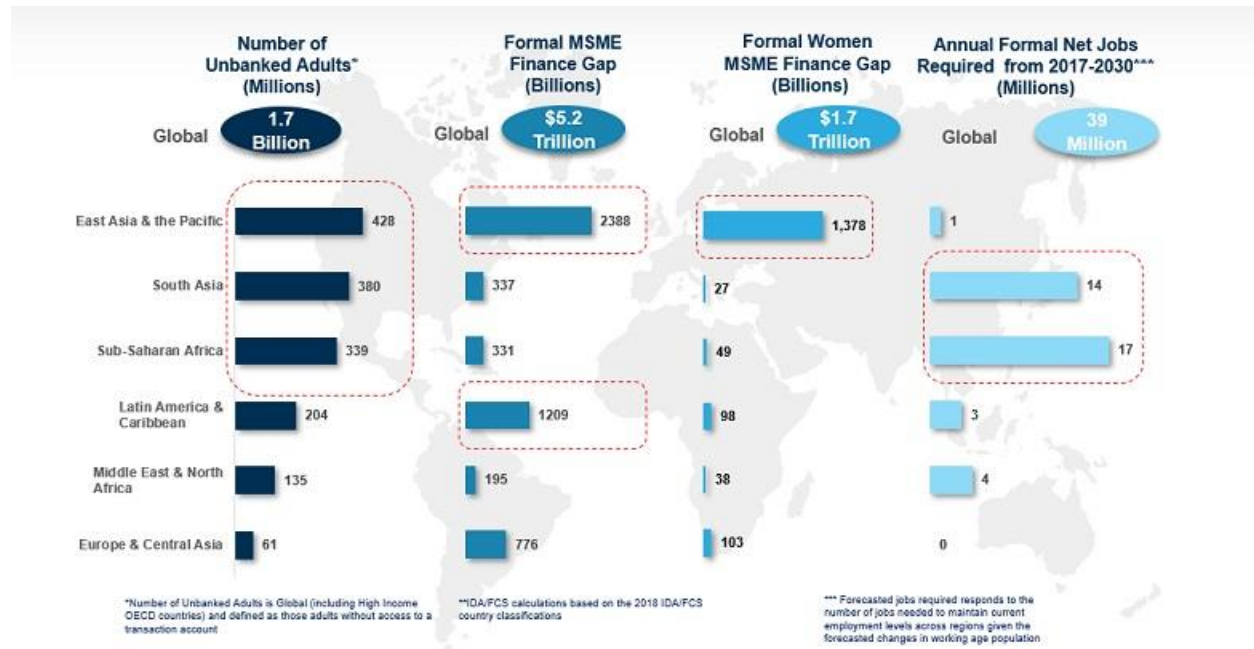 Number of
Unbanked Adults*
(Millions)
Formal MSME
Finance Gap
(Billions)
Formal Women
MSME Finance Gap
(Billions)
Annual Formal Net Jobs
Required from 2017-2030***
(Millions)
Global
1.7
Billion
Global
$5.2
Trillion
Global
$1.7
Trillion
Global
39
Million
East Asia & the Pacific 428 2388 1,378 1
South Asia 380 337 27 14
Sub-Saharan Africa 339 331 49 17
Latin America &
Caribbean 204 1209 98 3
Middle East & North
Africa 135 195 38 4
Europe & Central Asia 61 776 103 0
*Number of Unbanked Adults is Global (including High Income
OECD countries) and defined as those adults without access to a
transaction account
**IDA/FCS calculations based on the 2018 IDA/FCS
country classifications
*** Forecasted jobs required responds to the
number of jobs needed to maintain current
employment levels across regions given the
forecasted changes in working age population